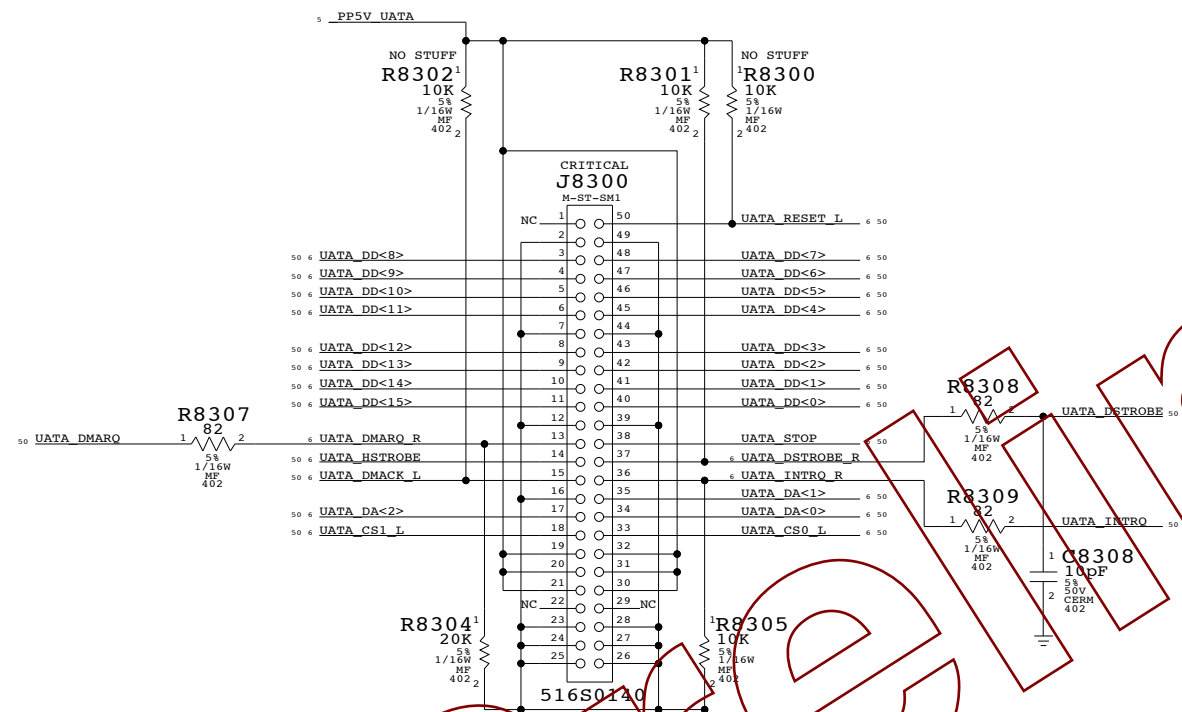 5 PP5V_UATA
NO STUFF
R8302
1
10K
5%
1/16W
MF
402
2
R8301
1
10K
5%
1/16W
MF
402
2
NO STUFF
1
R8300
10K
5%
1/16W
MF
402
2
CRITICAL
J8300
M-ST-SM1
NC 1 50 UATA_RESET_L 6 50
2 49
50 6 UATA_DD<8> 3 48 UATA_DD<7> 6 50
50 6 UATA_DD<9> 4 47 UATA_DD<6> 6 50
50 6 UATA_DD<10> 5 46 UATA_DD<5> 6 50
50 6 UATA_DD<11> 6 45 UATA_DD<4> 6 50
7 44
50 6 UATA_DD<12> 8 43 UATA_DD<3> 6 50
50 6 UATA_DD<13> 9 42 UATA_DD<2> 6 50
50 6 UATA_DD<14> 10 41 UATA_DD<1> 6 50
50 6 UATA_DD<15> 11 40 UATA_DD<0> 6 50
12 39
50 UATA_DMARQ 1 2 6 UATA_DMARQ_R 13 38 UATA_STOP 50
R8307
82
5%
1/16W
MF
402
50 6 UATA_HSTROBE 14 37 6 UATA_DSTROBE_R
50 6 UATA_DMACK_L 15 36 6 UATA_INTRQ_R
16 35 UATA_DA<1> 6 50
50 6 UATA_DA<2> 17 34 UATA_DA<0> 6 50
50 6 UATA_CS1_L 18 33 UATA_CS0_L 6 50
19 32
20 31
21 30
NC 22 29 NC
23 28
24 27
25 26
516S0140
R8304
1
20K
5%
1/16W
MF
402
2
1
R8305
10K
5%
1/16W
MF
402
2
R8308
82
1 2 UATA_DSTROBE 50
5%
1/16W
MF
402
R8309
82
1 2 UATA_INTRQ 50
5%
1/16W
MF
402
1
C8308
10pF
5%
50V
CERM
402
2